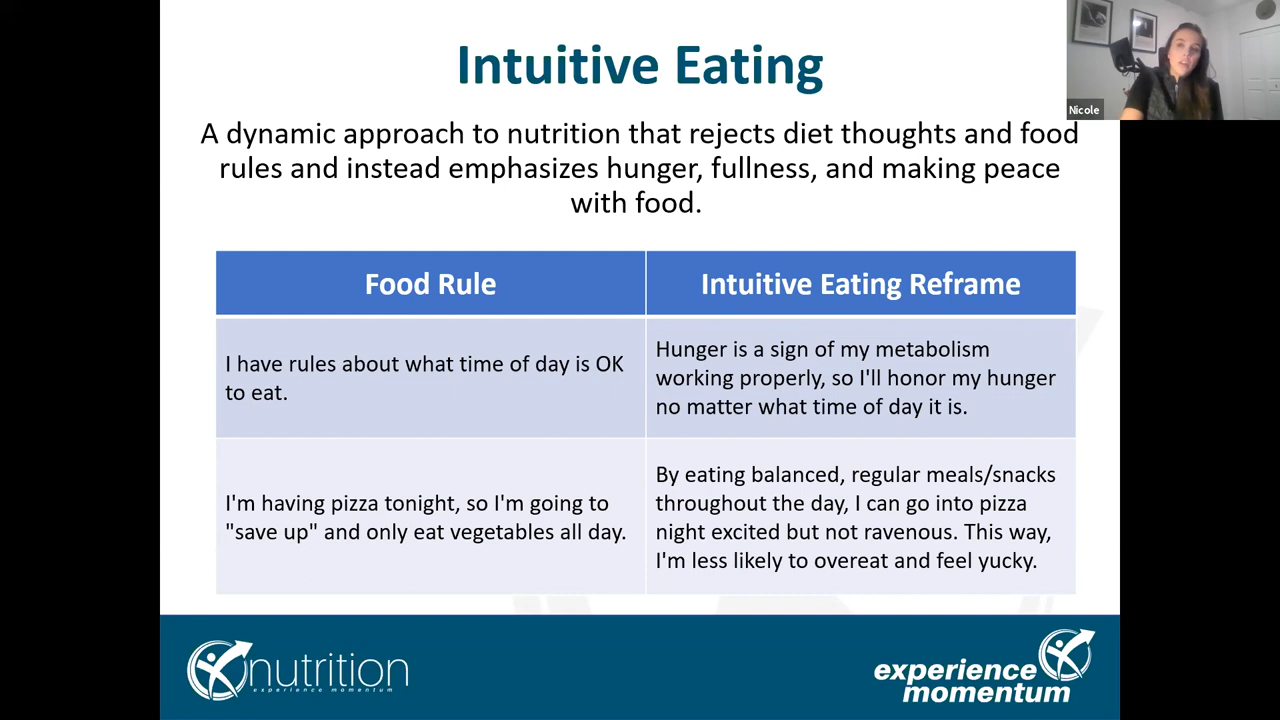 Intuitive Eating
Nicole
A dynamic approach to nutrition that rejects diet thoughts and food
rules and instead emphasizes hunger, fullness, and making peace
with food.
Food Rule
Intuitive Eating Reframe
I have rules about what time of day is OK
to eat.
Hunger is a sign of my metabolism
working properly, so I'll honor my hunger
no matter what time of day it is.
I'm having pizza tonight, so I'm going to
"save up" and only eat vegetables all day.
By eating balanced, regular meals/snacks
throughout the day, I can go into pizza
night excited but not ravenous. This way,
I'm less likely to overeat and feel yucky.
nutrition
experience momentum
experience
momentum